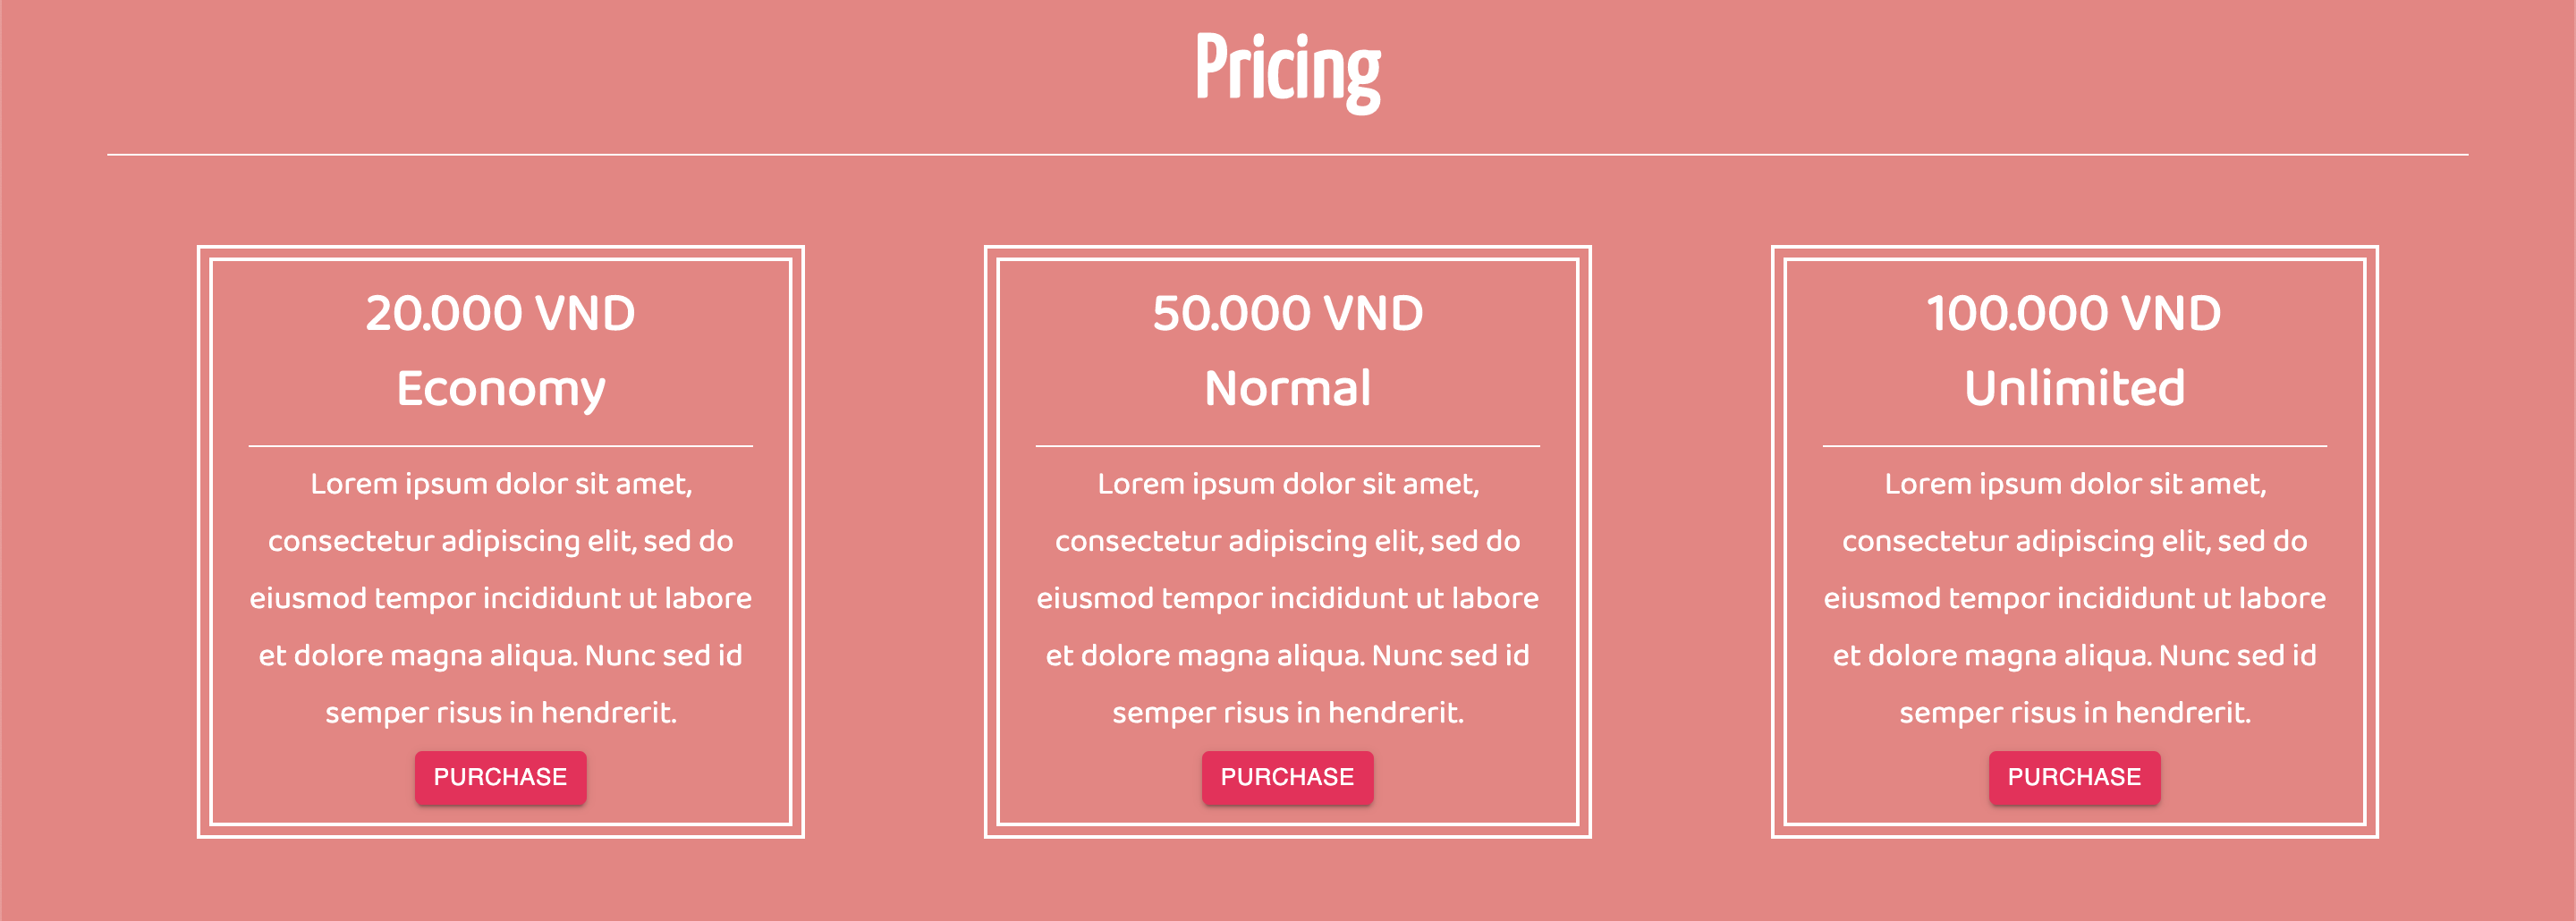 Pricing
20.000 VND
Economy
Lorem ipsum dolor sit amet,
consectetur adipiscing elit, sed do
eiusmod tempor incididunt ut labore
et dolore magna aliqua. Nunc sed id
semper risus in hendrerit.
PURCHASE
50.000 VND
Normal
Lorem ipsum dolor sit amet,
consectetur adipiscing elit, sed do
eiusmod tempor incididunt ut labore
et dolore magna aliqua. Nunc sed id
semper risus in hendrerit.
PURCHASE
100.000 VND
Unlimited
Lorem ipsum dolor sit amet,
consectetur adipiscing elit, sed do
eiusmod tempor incididunt ut labore
et dolore magna aliqua. Nunc sed id
semper risus in hendrerit.
PURCHASE